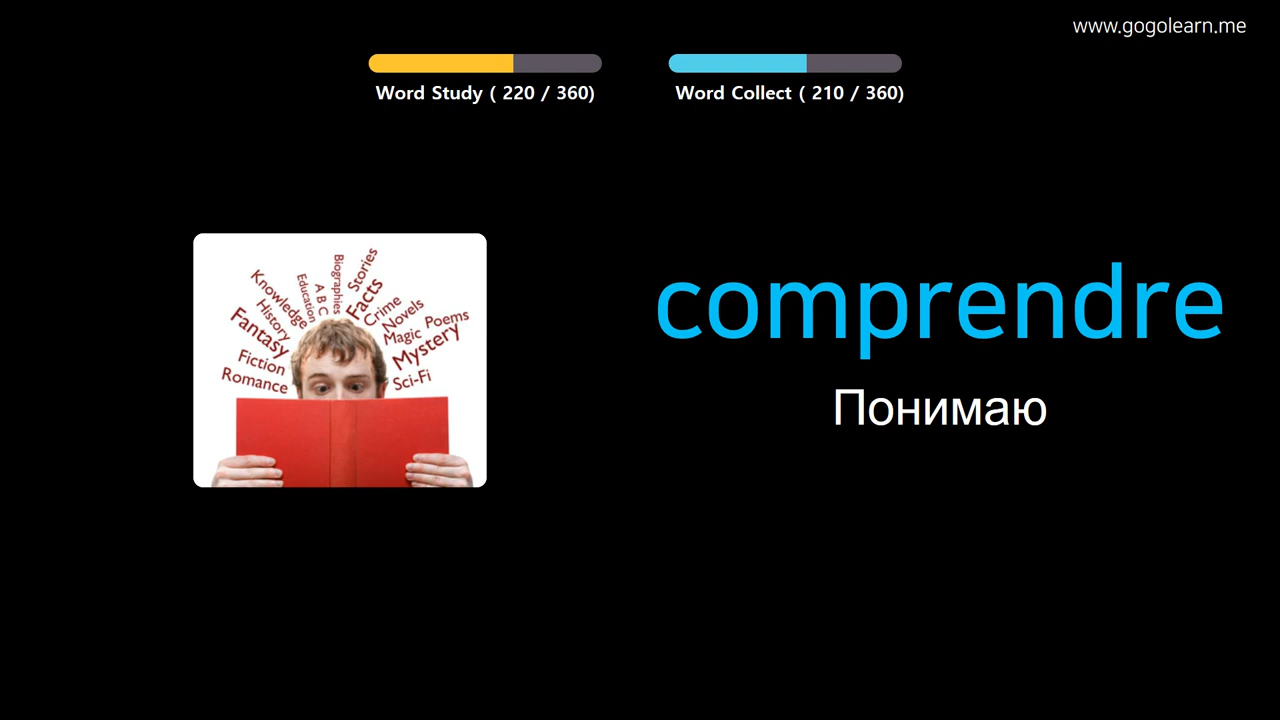 www.gogolearn.me
Word Study ( 220 / 360)
Word Collect ( 210 / 360)
comprendre
Понимаю
Knowledge
History
Fantasy
Fiction
Romance
Education
A B C
Biographies
Stories
Facts
Crime
Novels
Magic
Poems
Mystery
Sci-Fi